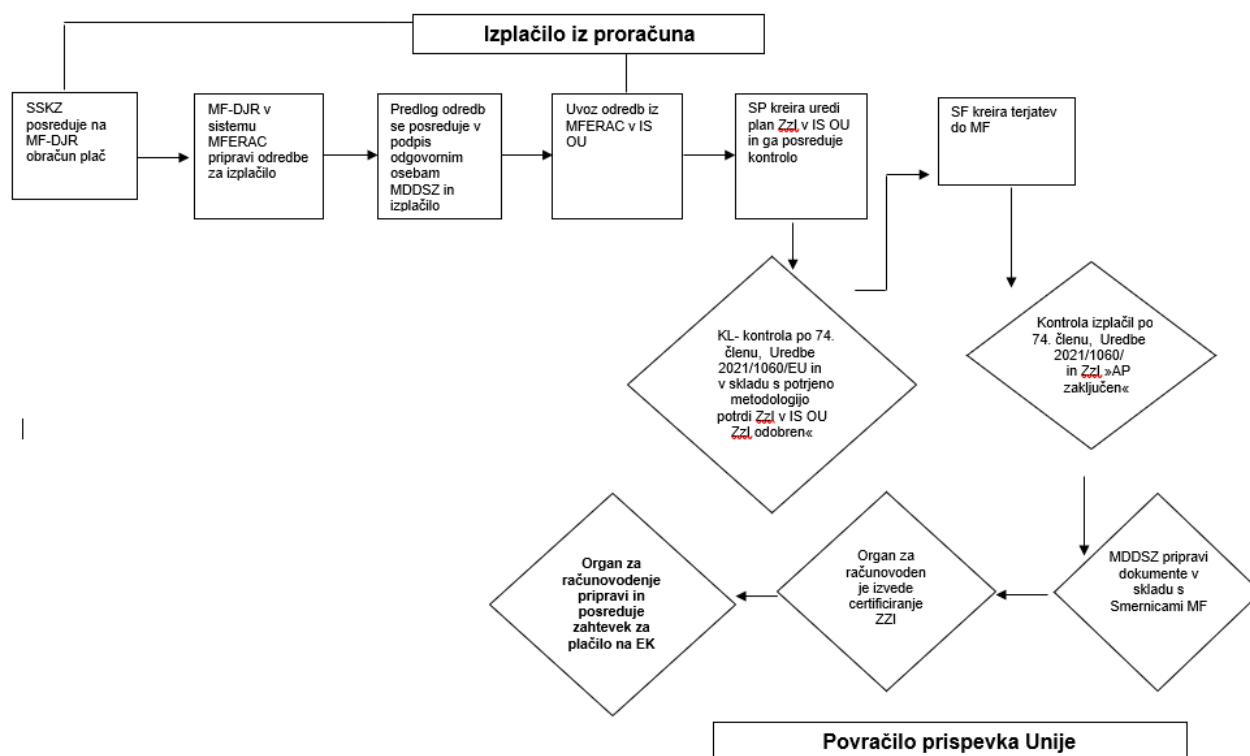 Izplačilo iz proračuna
SSKZ
posreduje na
MF-DJR
obračun plač
MF-DJR v
sistemu
MFERAC
pripravi odredbe
za izplačilo
Predlog odredb
se posreduje v
podpis
odgovornim
osebam
MDDSZ in
izplačilo
Uvoz odredb iz
MFERAC v IS
OU
SP kreira uredi
plan ZzI v IS OU
in ga posreduje
kontrolo
SF kreira terjatev
do MF
KL- kontrola po 74.
členu, Uredbe
2021/1060/EU in
v skladu s potrjeno
metodologijo
potrdi ZzI v IS OU
ZzI odobren«
Kontrola izplačil po
74. členu, Uredbe
2021/1060/
in ZzI »AP
zaključen«
MDDSZ pripravi
dokumente v
skladu s
Smernicami MF
Organ za
računovoden
je izvede
certificiranje
ZZI
Organ za
računovodenje
pripravi in
posreduje
zahtevek za
plačilo na EK
Povračilo prispevka Unije